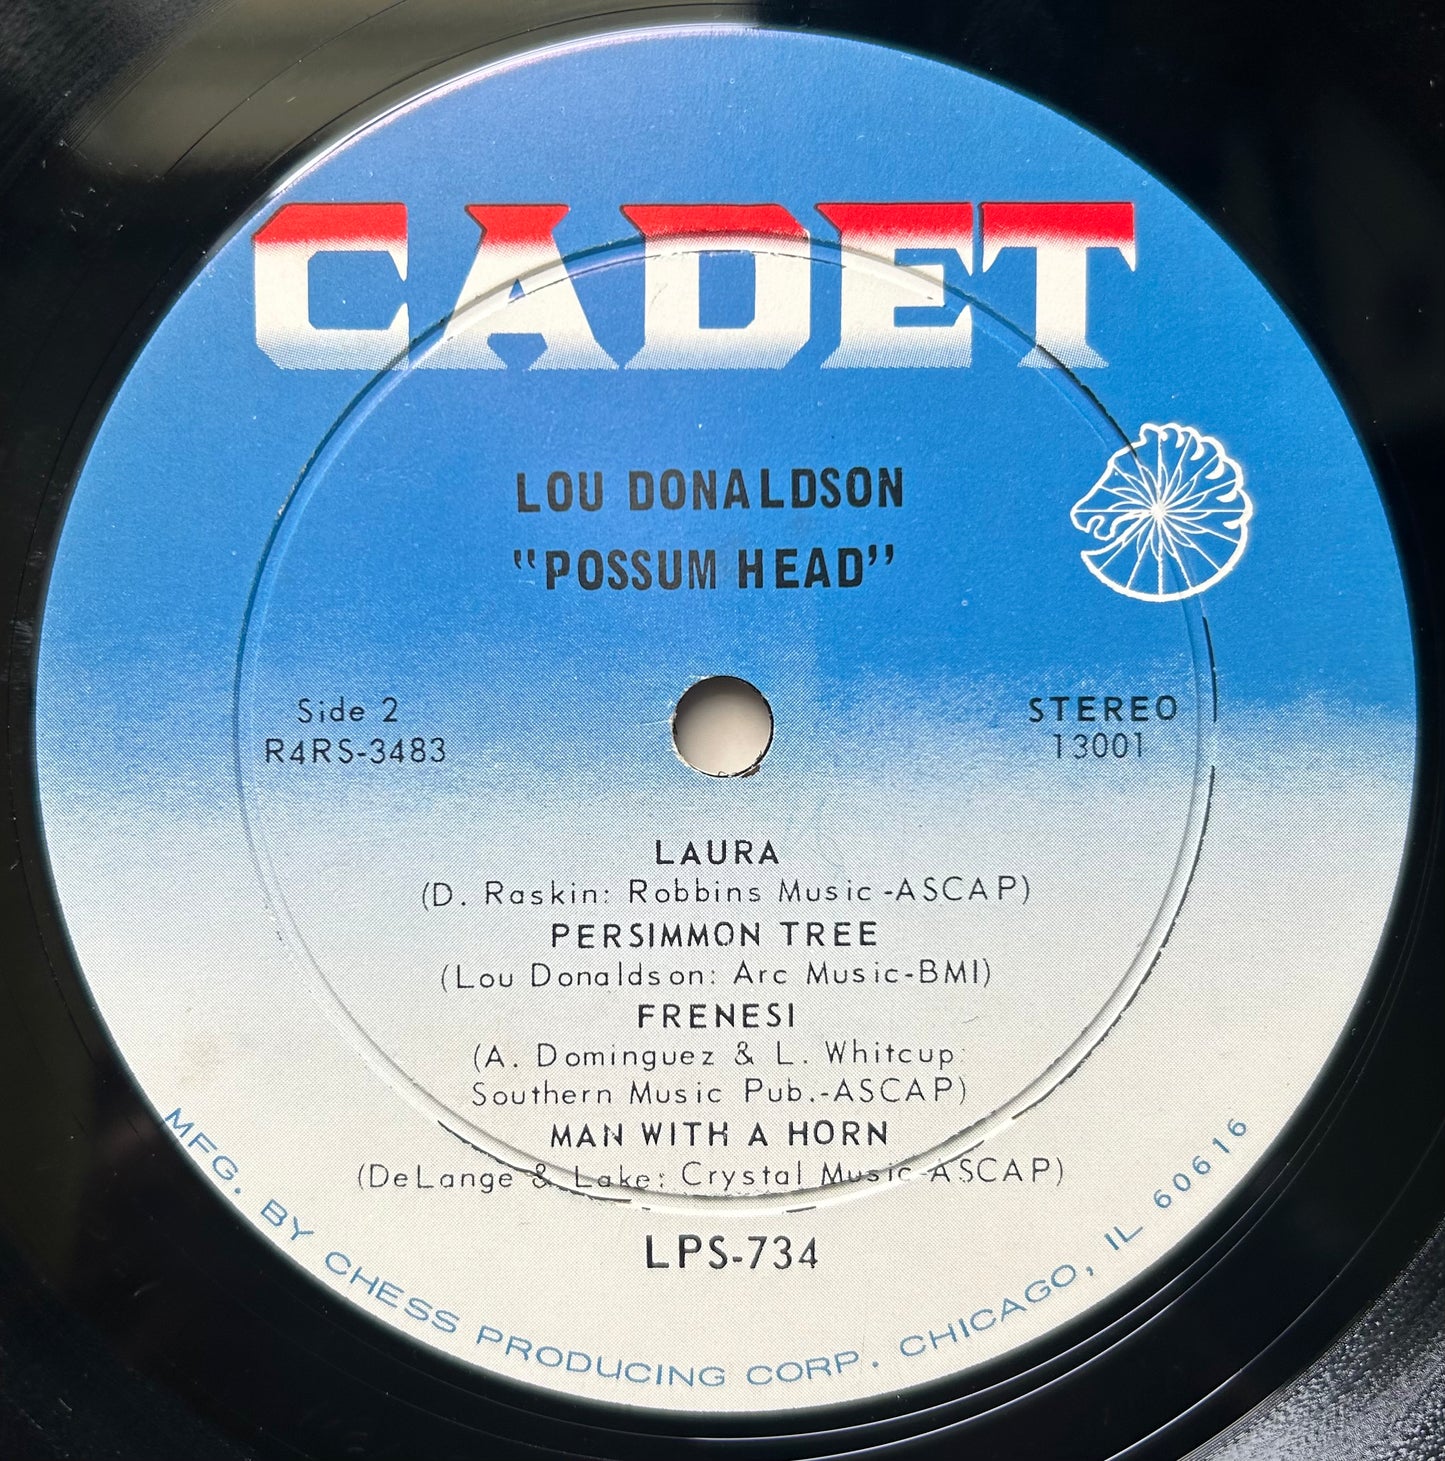 CADET
LOU DONALDSON
"POSSUM HEAD"
Side 2
R4RS-3483
STEREO
13001
LAURA
(D. Raskin: Robbins Music-ASCAP)
PERSIMMON TREE
(Lou Donaldson: Arc Music-BMI)
FRENESI
(A. Dominguez & L. Whitcup:
Southern Music Pub.-ASCAP)
MAN WITH A HORN
(DeLange & Lake: Crystal Music-ASCAP)
LPS-734
MFG. BY CHESS PRODUCING CORP. CHICAGO, IL 60616